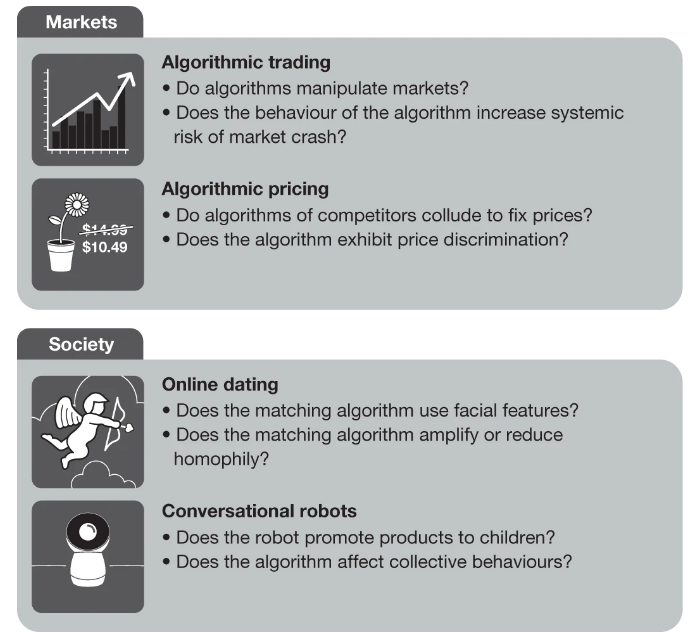 Markets
Algorithmic trading
• Do algorithms manipulate markets?
• Does the behaviour of the algorithm increase systemic
risk of market crash?
Algorithmic pricing
$14.99
$10.49
• Do algorithms of competitors collude to fix prices?
• Does the algorithm exhibit price discrimination?
Society
Online dating
• Does the matching algorithm use facial features?
• Does the matching algorithm amplify or reduce
homophily?
Conversational robots
• Does the robot promote products to children?
• Does the algorithm affect collective behaviours?